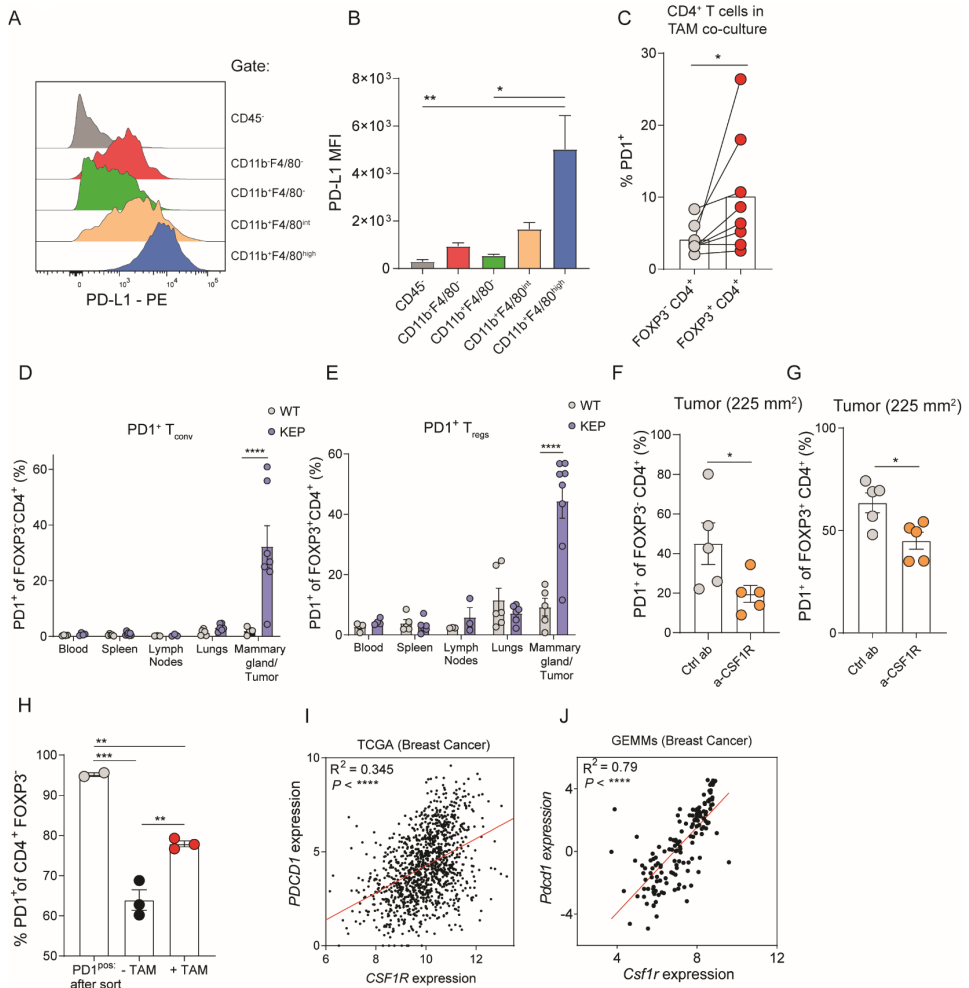 A
Gate:
CD45⁻
CD11b⁻F4/80⁻
CD11b⁺F4/80⁻
CD11b⁺F4/80ⁱⁿᵗ
CD11b⁺F4/80ʰⁱᵍʰ
0 10³ 10⁴ 10⁵
PD-L1 - PE
B
PD-L1 MFI
8×10³
6×10³
4×10³
2×10³
0
** *
CD45⁻
CD11b⁻F4/80⁻
CD11b⁺F4/80⁻
CD11b⁺F4/80ⁱⁿᵗ
CD11b⁺F4/80ʰⁱᵍʰ
C
CD4⁺ T cells in
TAM co-culture
*
% PD1⁺
30
20
10
0
FOXP3⁻ CD4⁺
FOXP3⁺ CD4⁺
D
PD1⁺ T conv
WT
KEP
****
PD1⁺ of FOXP3⁻CD4⁺ (%)
60
40
20
0
Blood Spleen Lymph Nodes Lungs Mammary gland/ Tumor
E
PD1⁺ T regs
WT
KEP
****
PD1⁺ of FOXP3⁺CD4⁺ (%)
60
40
20
0
Blood Spleen Lymph Nodes Lungs Mammary gland/ Tumor
F
Tumor (225 mm²)
*
PD1⁺ of FOXP3⁻ CD4⁺ (%)
100
80
60
40
20
0
Ctrl ab
a-CSF1R
G
Tumor (225 mm²)
*
PD1⁺ of FOXP3⁺ CD4⁺ (%)
100
50
0
Ctrl ab
a-CSF1R
H
**
***
**
% PD1⁺of CD4 ⁺ FOXP3⁻
100
90
80
70
60
50
PD1ᵖᵒˢ: - TAM + TAM
after sort
I
TCGA (Breast Cancer)
R² = 0.345
P < ****
PDCD1 expression
10
5
0
6 8 10 12
CSF1R expression
J
GEMMs (Breast Cancer)
R² = 0.79
P < ****
Pdcd1 expression
4
0
-4
4 8 12
Csf1r expression